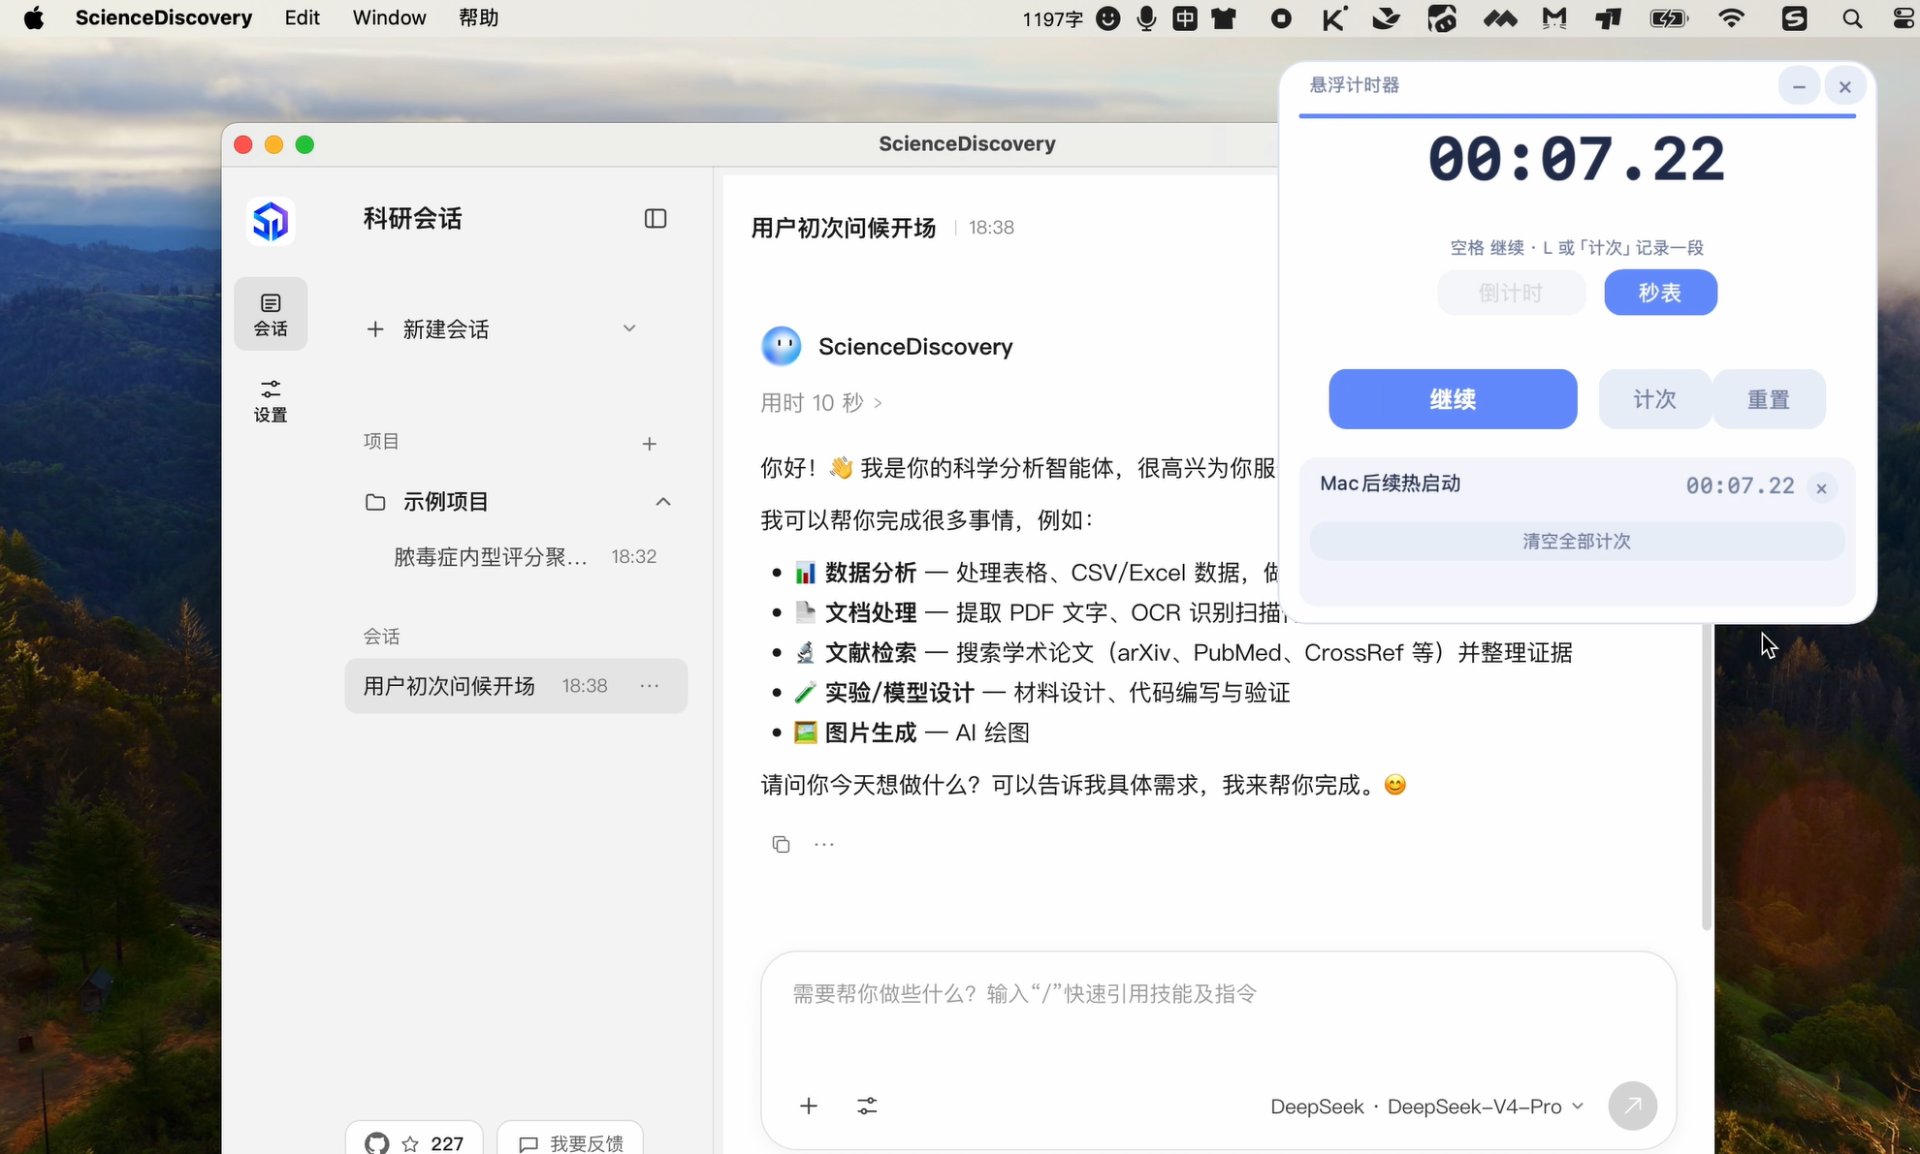 ScienceDiscovery Edit Window 帮助
1197字 中
悬浮计时器
00:07.22
空格 继续 · L 或「计次」记录一段
倒计时 秒表
继续 计次 重置
Mac后续热启动 00:07.22
清空全部计次
ScienceDiscovery
科研会话
会话
设置
新建会话
项目
示例项目
脓毒症内型评分聚... 18:32
会话
用户初次问候开场 18:38 ···
227 我要反馈
用户初次问候开场 18:38
ScienceDiscovery
用时 10 秒 >
你好！👋 我是你的科学分析智能体，很高兴为你服
我可以帮你完成很多事情，例如：
• 📊 数据分析 — 处理表格、CSV/Excel 数据，
• 📄 文档处理 — 提取 PDF 文字、OCR 识别扫描
• 🔬 文献检索 — 搜索学术论文（arXiv、PubMed、CrossRef 等）并整理证据
• 🧪 实验/模型设计 — 材料设计、代码编写与验证
• 🖼️ 图片生成 — AI 绘图
请问你今天想做什么？可以告诉我具体需求，我来帮你完成。😊
需要帮你做些什么？输入“/”快速引用技能及指令
DeepSeek · DeepSeek-V4-Pro